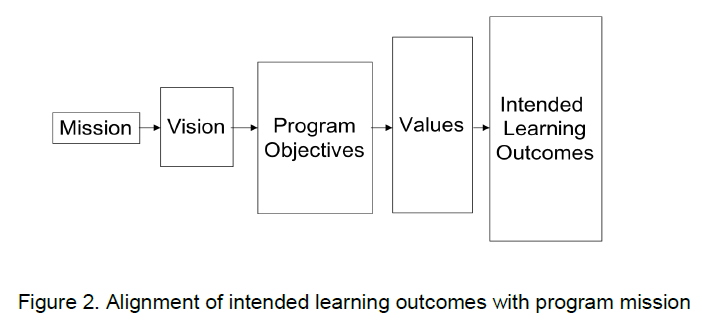 Mission
Vision
Program
Objectives
Values
Intended
Learning
Outcomes
Figure 2. Alignment of intended learning outcomes with program mission